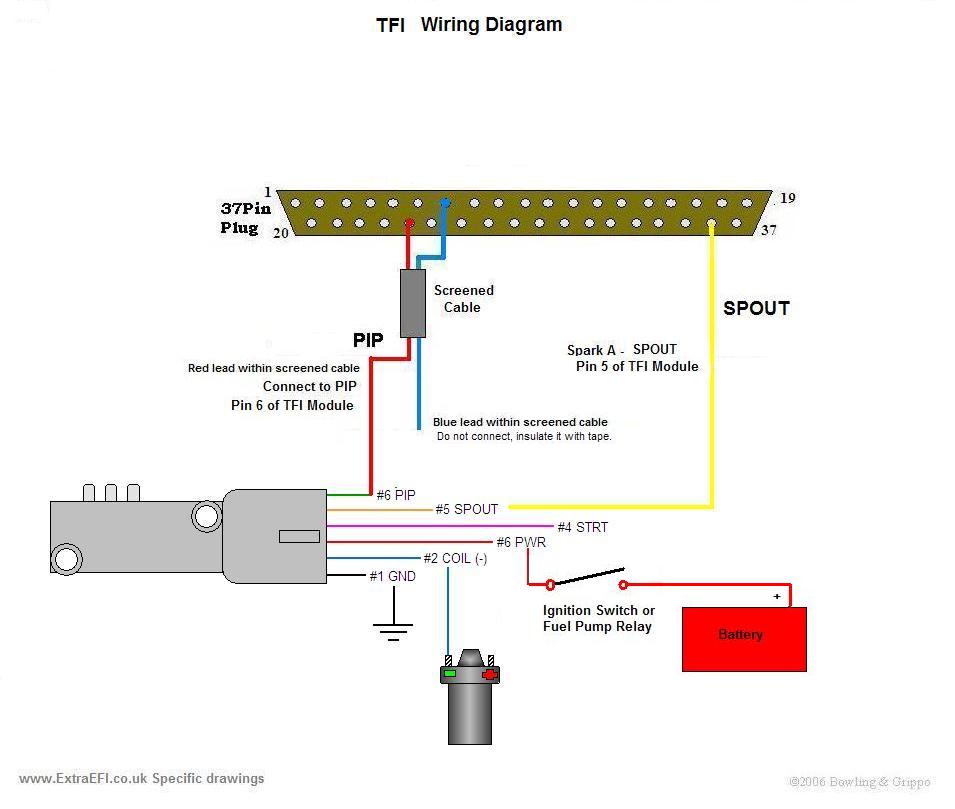 TFI Wiring Diagram
1
19
37Pin
Plug
20
37
Screened
Cable
SPOUT
PIP
Spark A - SPOUT
Pin 5 of TFI Module
Red lead within screened cable
Connect to PIP
Pin 6 of TFI Module
Blue lead within screened cable
Do not connect, insulate it with tape.
#6 PIP
#5 SPOUT
#4 STRT
#6 PWR
#2 COIL (-)
#1 GND
+
Ignition Switch or
Fuel Pump Relay
Battery
www.ExtraEFI.co.uk Specific drawings
©2006 Bowling & Grippo